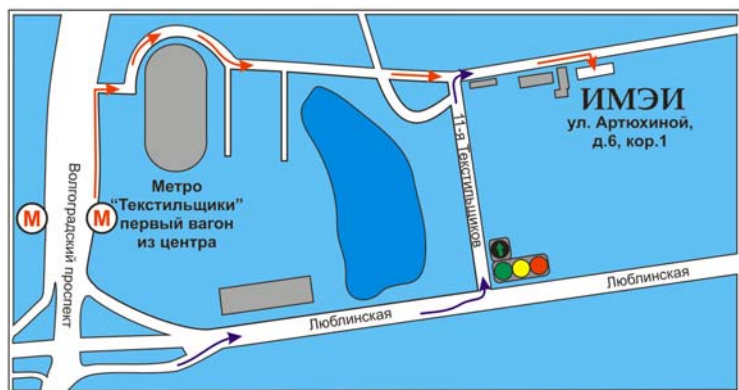 ИМЭИ
ул. Артюхиной,
д.6, кор.1
11-я Текстильщиков
Волгоградский проспект
М
М
Метро
“Текстильщики”
первый вагон
из центра
Люблинская
Люблинская